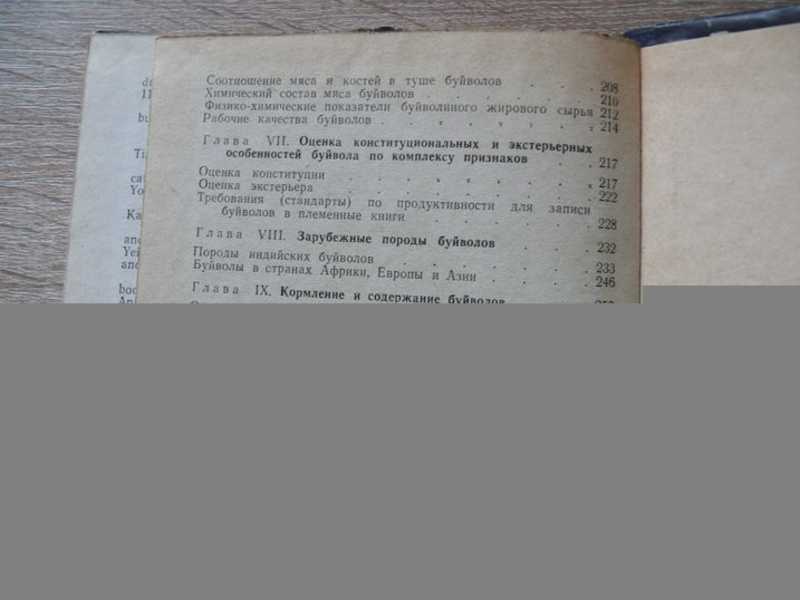 Соотношение мяса и костей в туше буйволов . . . 208
Химический состав мяса буйволов . . . . . . 210
Физико-химические показатели буйволиного жирового сырья 212
Рабочие качества буйволов . . . . . . . 214
Глава VII. Оценка конституциональных и экстерьерных
особенностей буйвола по комплексу признаков . . 217
Оценка конституции . . . . . . . 217
Оценка экстерьера . . . . . . . 222
Требования (стандарты) по продуктивности для записи
буйволов в племенные книги . . . . . . 228
Глава VIII. Зарубежные породы буйволов . . . 232
Породы индийских буйволов . . . . . . 233
Буйволы в странах Африки, Европы и Азии . . . . 246
Глава IX. Кормление и содержание буйволов